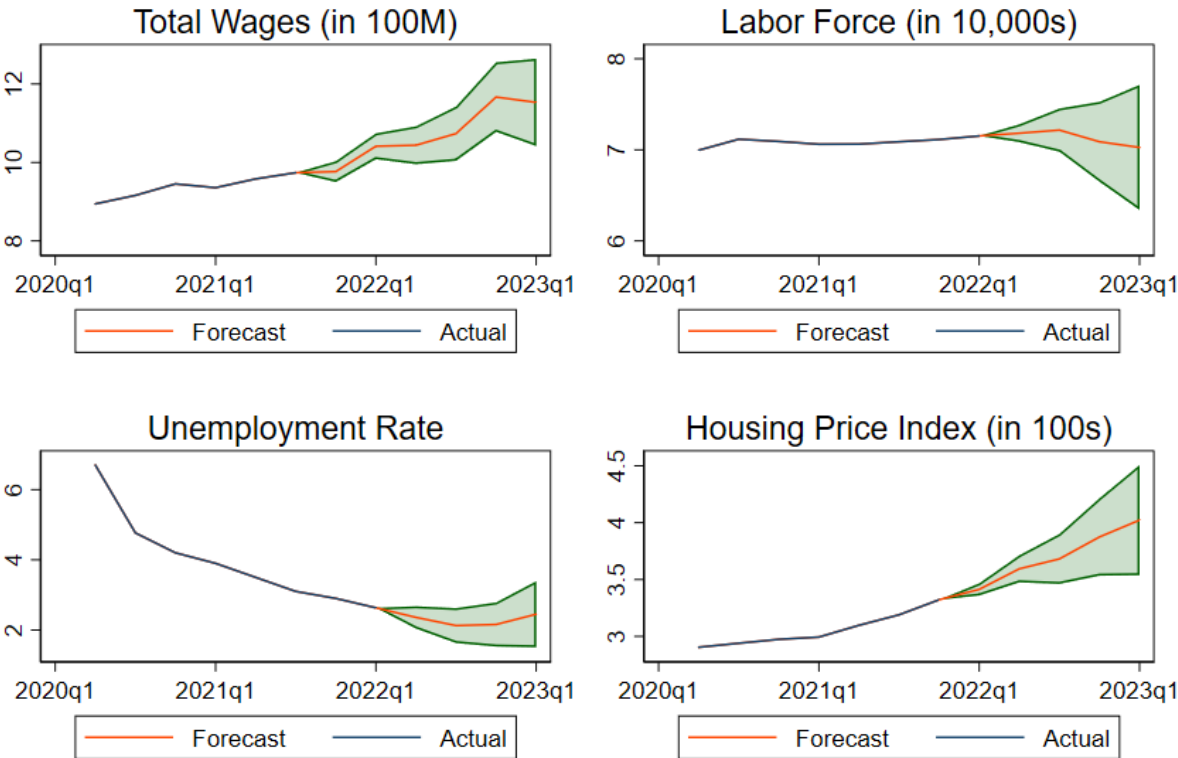 Total Wages (in 100M)
12
10
8
2020q1 2021q1 2022q1 2023q1
Forecast Actual
Labor Force (in 10,000s)
8
7
6
2020q1 2021q1 2022q1 2023q1
Forecast Actual
Unemployment Rate
6
4
2
2020q1 2021q1 2022q1 2023q1
Forecast Actual
Housing Price Index (in 100s)
4.5
4
3.5
3
2020q1 2021q1 2022q1 2023q1
Forecast Actual